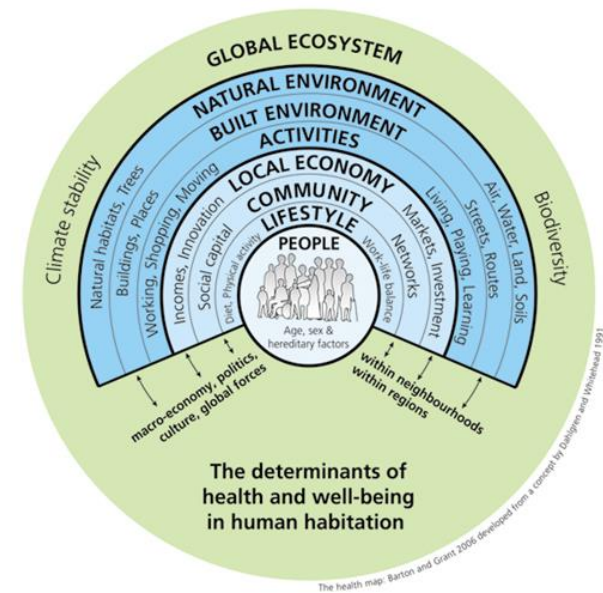 GLOBAL ECOSYSTEM
NATURAL ENVIRONMENT
BUILT ENVIRONMENT
ACTIVITIES
LOCAL ECONOMY
COMMUNITY
LIFESTYLE
PEOPLE
Age, sex &
hereditary factors
Climate stability
Natural habitats, Trees
Buildings, Places
Working, Shopping, Moving
Incomes, Innovation
Social capital
Diet, Physical activity
Work-life balance
Networks
Markets, Investment
Living, Playing, Learning
Streets, Routes
Air, Water, Land, Soils
Biodiversity
macro-economy, politics,
culture, global forces
within neighbourhoods
within regions
The determinants of
health and well-being
in human habitation
The health map: Barton and Grant 2006 developed from a concept by Dahlgren and Whitehead 1991